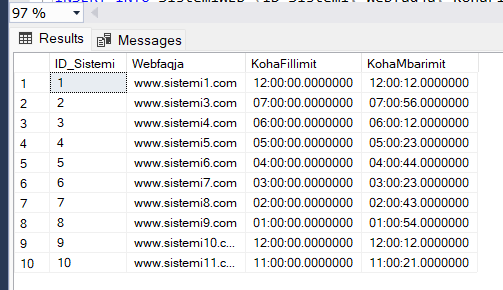 97 %
Results Messages
ID_Sistemi Webfaqja KohaFillimit KohaMbarimit
1 1 www.sistemi1.com 12:00:00.0000000 12:00:12.0000000
2 2 www.sistemi3.com 07:00:00.0000000 07:00:56.0000000
3 3 www.sistemi4.com 06:00:00.0000000 06:00:12.0000000
4 4 www.sistemi5.com 05:00:00.0000000 05:00:23.0000000
5 5 www.sistemi6.com 04:00:00.0000000 04:00:44.0000000
6 6 www.sistemi7.com 03:00:00.0000000 03:00:23.0000000
7 7 www.sistemi8.com 02:00:00.0000000 02:00:43.0000000
8 8 www.sistemi9.com 01:00:00.0000000 01:00:54.0000000
9 9 www.sistemi10.c... 12:00:00.0000000 12:00:12.0000000
10 10 www.sistemi11.c... 11:00:00.0000000 11:00:21.0000000